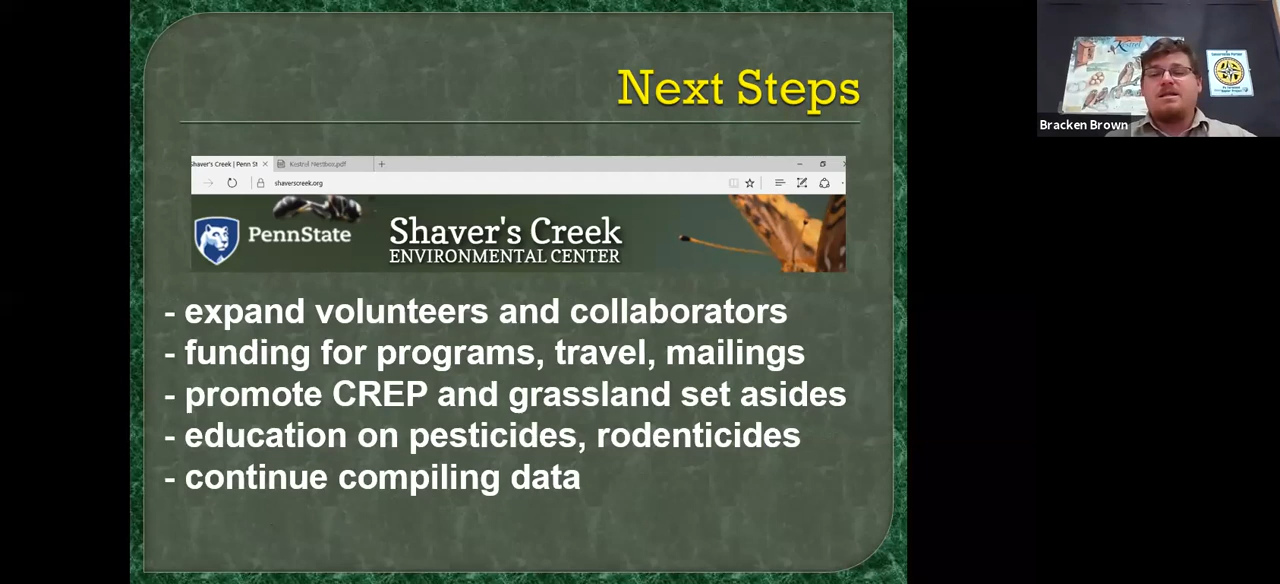 Next Steps
Shaver's Creek | Penn St
Kestrel Nestbox.pdf
shaverscreek.org
PennState
Shaver's Creek
ENVIRONMENTAL CENTER
- expand volunteers and collaborators
- funding for programs, travel, mailings
- promote CREP and grassland set asides
- education on pesticides, rodenticides
- continue compiling data
Kestrel
Bracken Brown